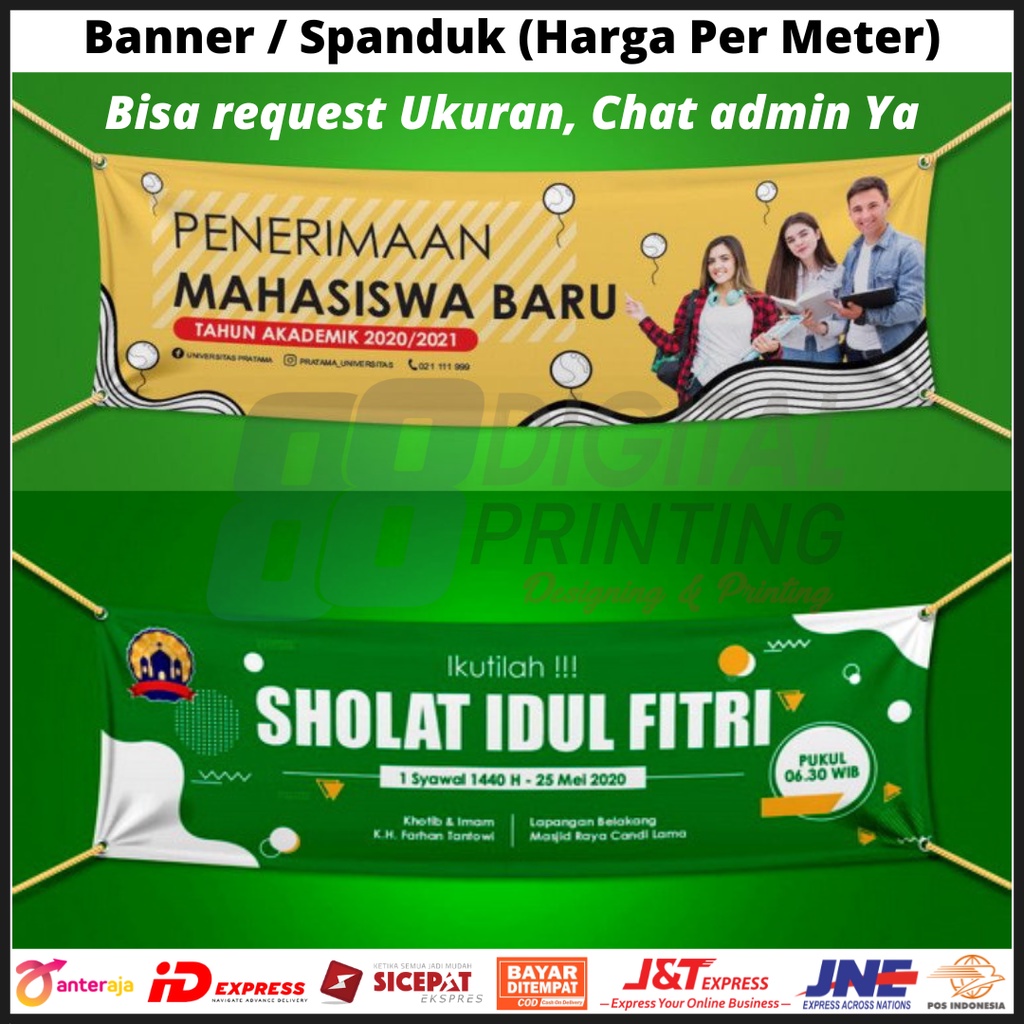 Banner / Spanduk (Harga Per Meter)
Bisa request Ukuran, Chat admin Ya
PENERIMAAN
MAHASISWA BARU
TAHUN AKADEMIK 2020/2021
UNIVERSITAS PRATAMA PRATAMA_UNIVERSITAS 021 111 999
88 DIGITAL
PRINTING
Designing & Printing
Ikutilah !!!
SHOLAT IDUL FITRI
1 Syawal 1440 H - 25 Mei 2020
PUKUL
06.30 WIB
Khotib & Imam
K.H. Farhan Tantowi
Lapangan Belakang
Masjid Raya Candi Lama
anteraja
iD EXPRESS
NAVIGATE ADVANCE DELIVERY
KETIKA SEMUA JADI MUDAH
SICEPAT
EKSPRES
BAYAR
DITEMPAT
COD Cash On Delivery
J&T EXPRESS
Express Your Online Business
JNE
EXPRESS ACROSS NATIONS
POS INDONESIA